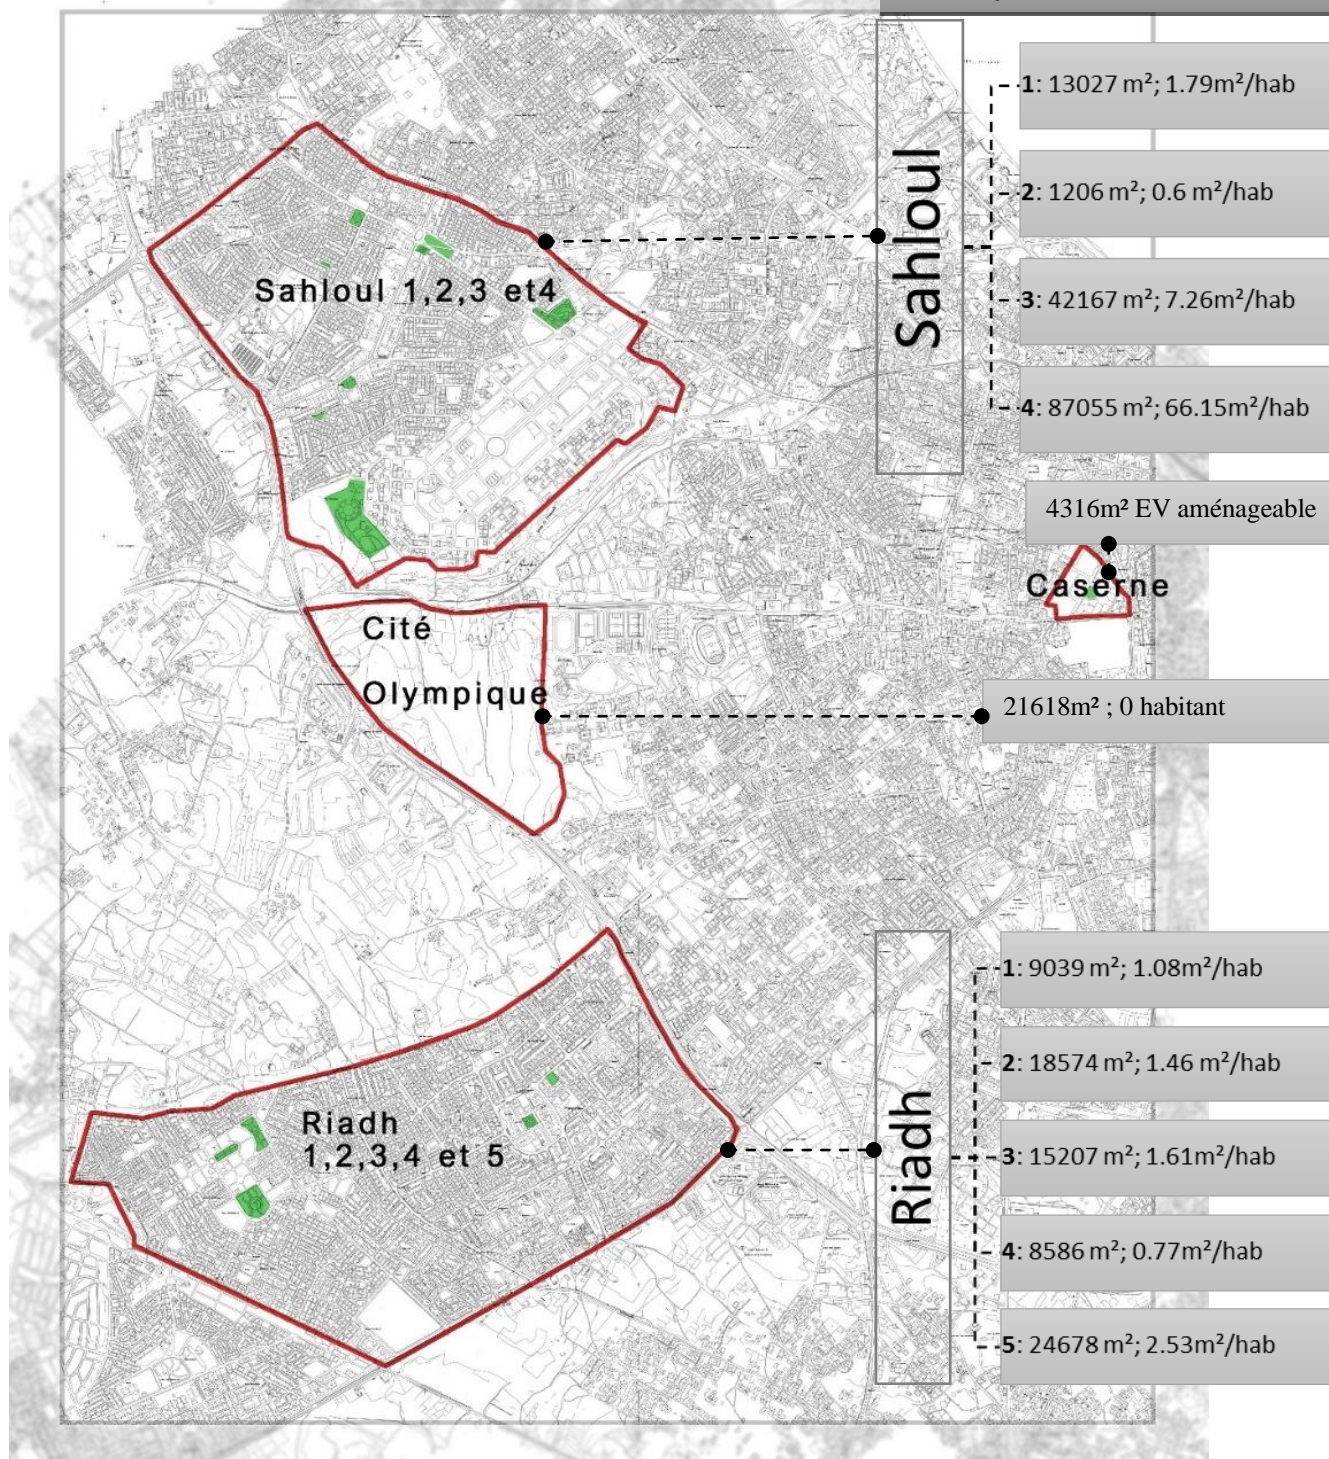 Sahloul
1: 13027 m²; 1.79m²/hab
2: 1206 m²; 0.6 m²/hab
3: 42167 m²; 7.26m²/hab
4: 87055 m²; 66.15m²/hab
Sahloul 1,2,3 et4
4316m² EV aménageable
Caserne
Cité
Olympique
21618m² ; 0 habitant
Riadh
1,2,3,4 et 5
Riadh
1: 9039 m²; 1.08m²/hab
2: 18574 m²; 1.46 m²/hab
3: 15207 m²; 1.61m²/hab
4: 8586 m²; 0.77m²/hab
5: 24678 m²; 2.53m²/hab